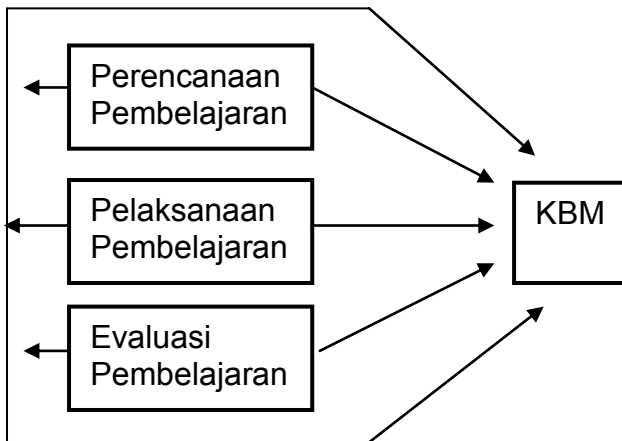 Perencanaan
Pembelajaran
Pelaksanaan
Pembelajaran
KBM
Evaluasi
Pembelajaran